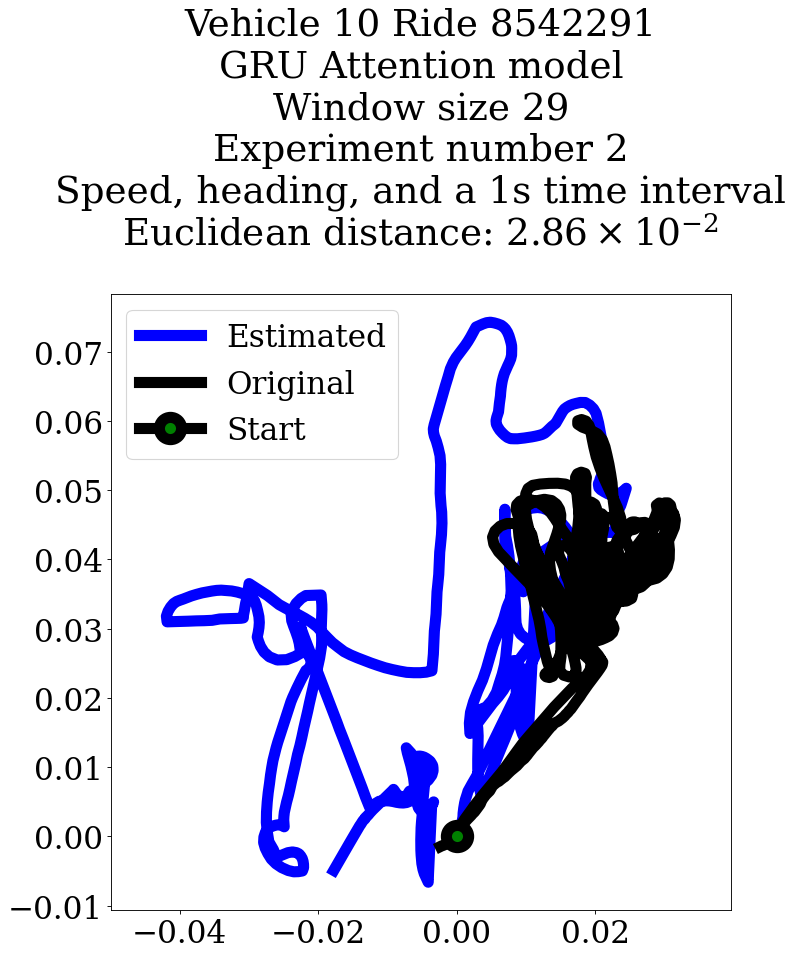 Vehicle 10 Ride 8542291
GRU Attention model
Window size 29
Experiment number 2
Speed, heading, and a 1s time interval
Euclidean distance: 2.86 × 10⁻²
Estimated
Original
Start
0.07
0.06
0.05
0.04
0.03
0.02
0.01
0.00
−0.01
−0.04
−0.02
0.00
0.02